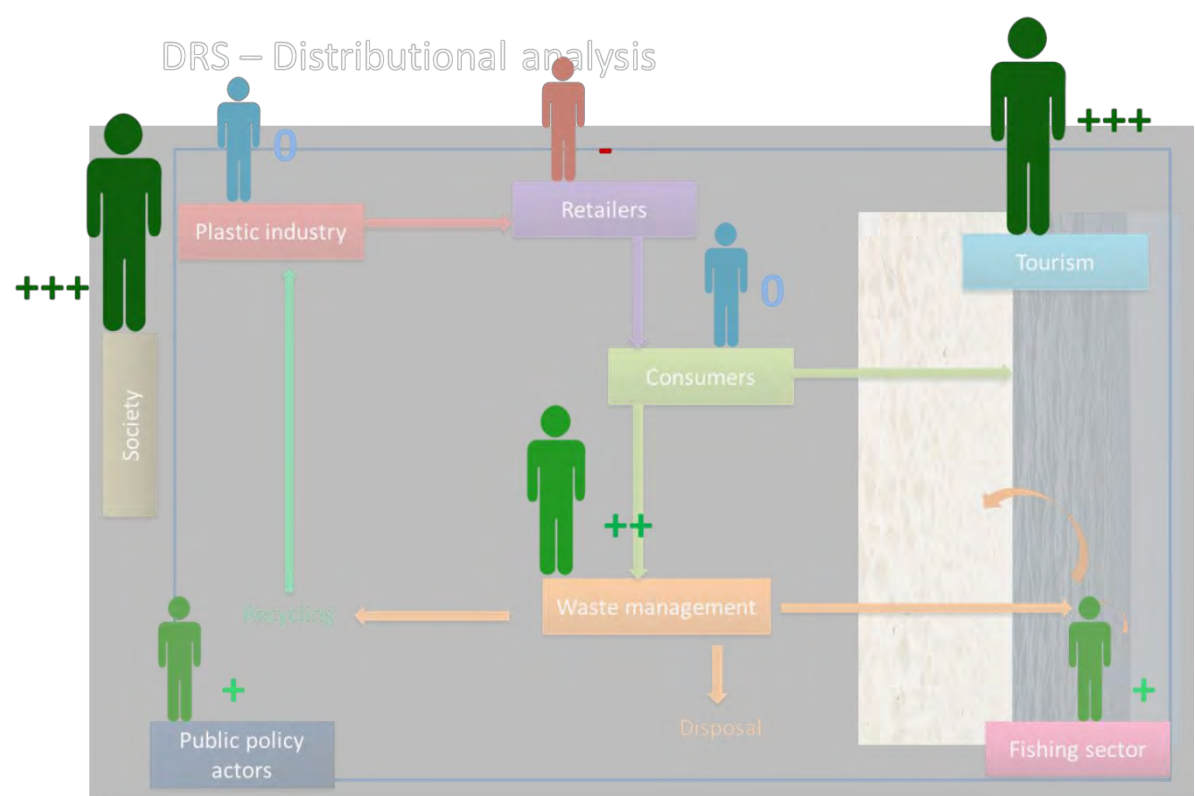 DRS – Distributional analysis
+++
0
-
Retailers
Plastic industry
Tourism
+++
0
Consumers
Society
++
Waste management
Recycling
+
+
Disposal
Public policy
actors
Fishing sector